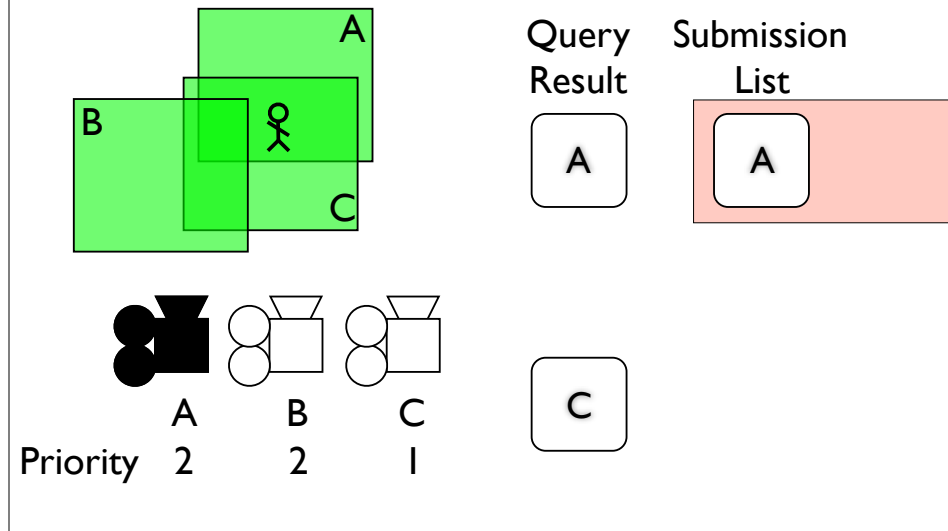 A
B
C
Query
Result
Submission
List
A
A
C
A B C
Priority 2 2 1